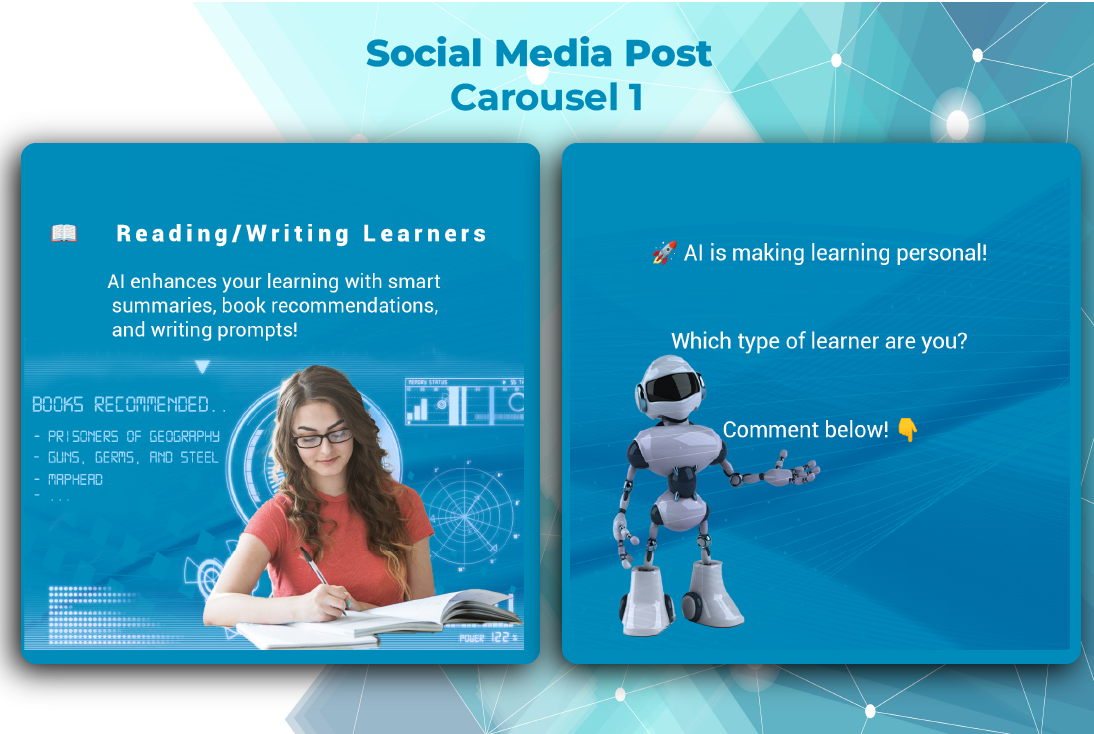 Social Media Post
Carousel 1
📖 Reading/Writing Learners
AI enhances your learning with smart
summaries, book recommendations,
and writing prompts!
BOOKS RECOMMENDED..
- PRISONERS OF GEOGRAPHY
- GUNS, GERMS, AND STEEL
- MAPHEAD
- ...
MEMORY STATUS
POWER 122 %
🚀 AI is making learning personal!
Which type of learner are you?
Comment below! 👇